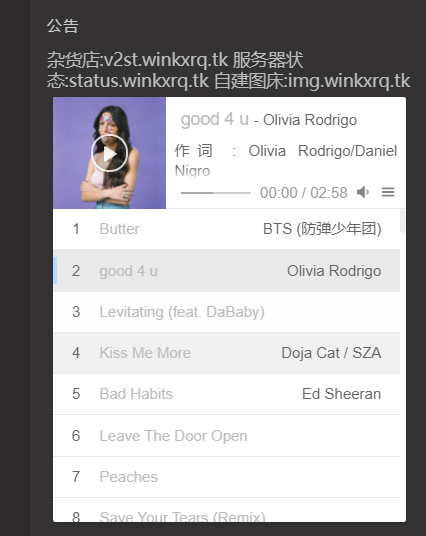 公告
杂货店:v2st.winkxrq.tk 服务器状
态:status.winkxrq.tk 自建图床:img.winkxrq.tk
good 4 u - Olivia Rodrigo
作词 : Olivia Rodrigo/Daniel
Nigro
00:00 / 02:58
1 Butter BTS (防弹少年团)
2 good 4 u Olivia Rodrigo
3 Levitating (feat. DaBaby)
4 Kiss Me More Doja Cat / SZA
5 Bad Habits Ed Sheeran
6 Leave The Door Open
7 Peaches
8 Save Your Tears (Remix)